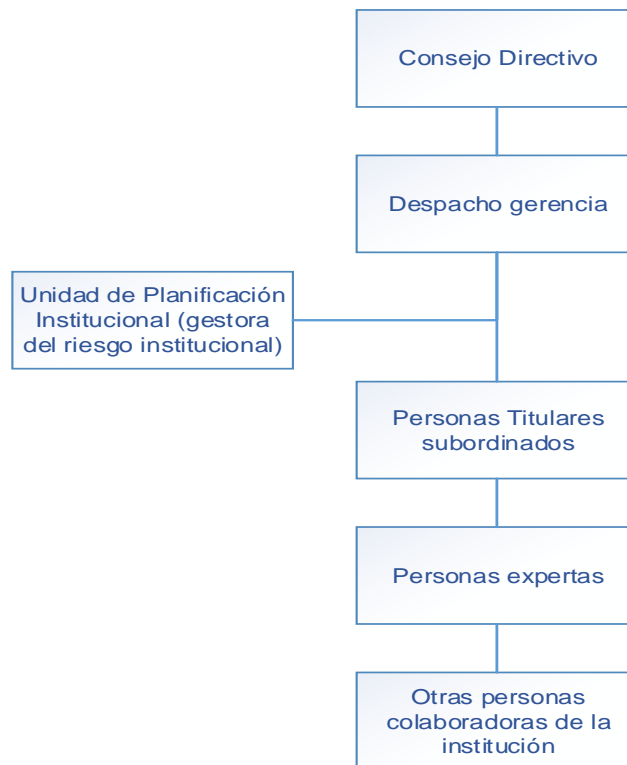 Consejo Directivo
Despacho gerencia
Unidad de Planificación
Institucional (gestora
del riesgo institucional)
Personas Titulares
subordinados
Personas expertas
Otras personas
colaboradoras de la
institución